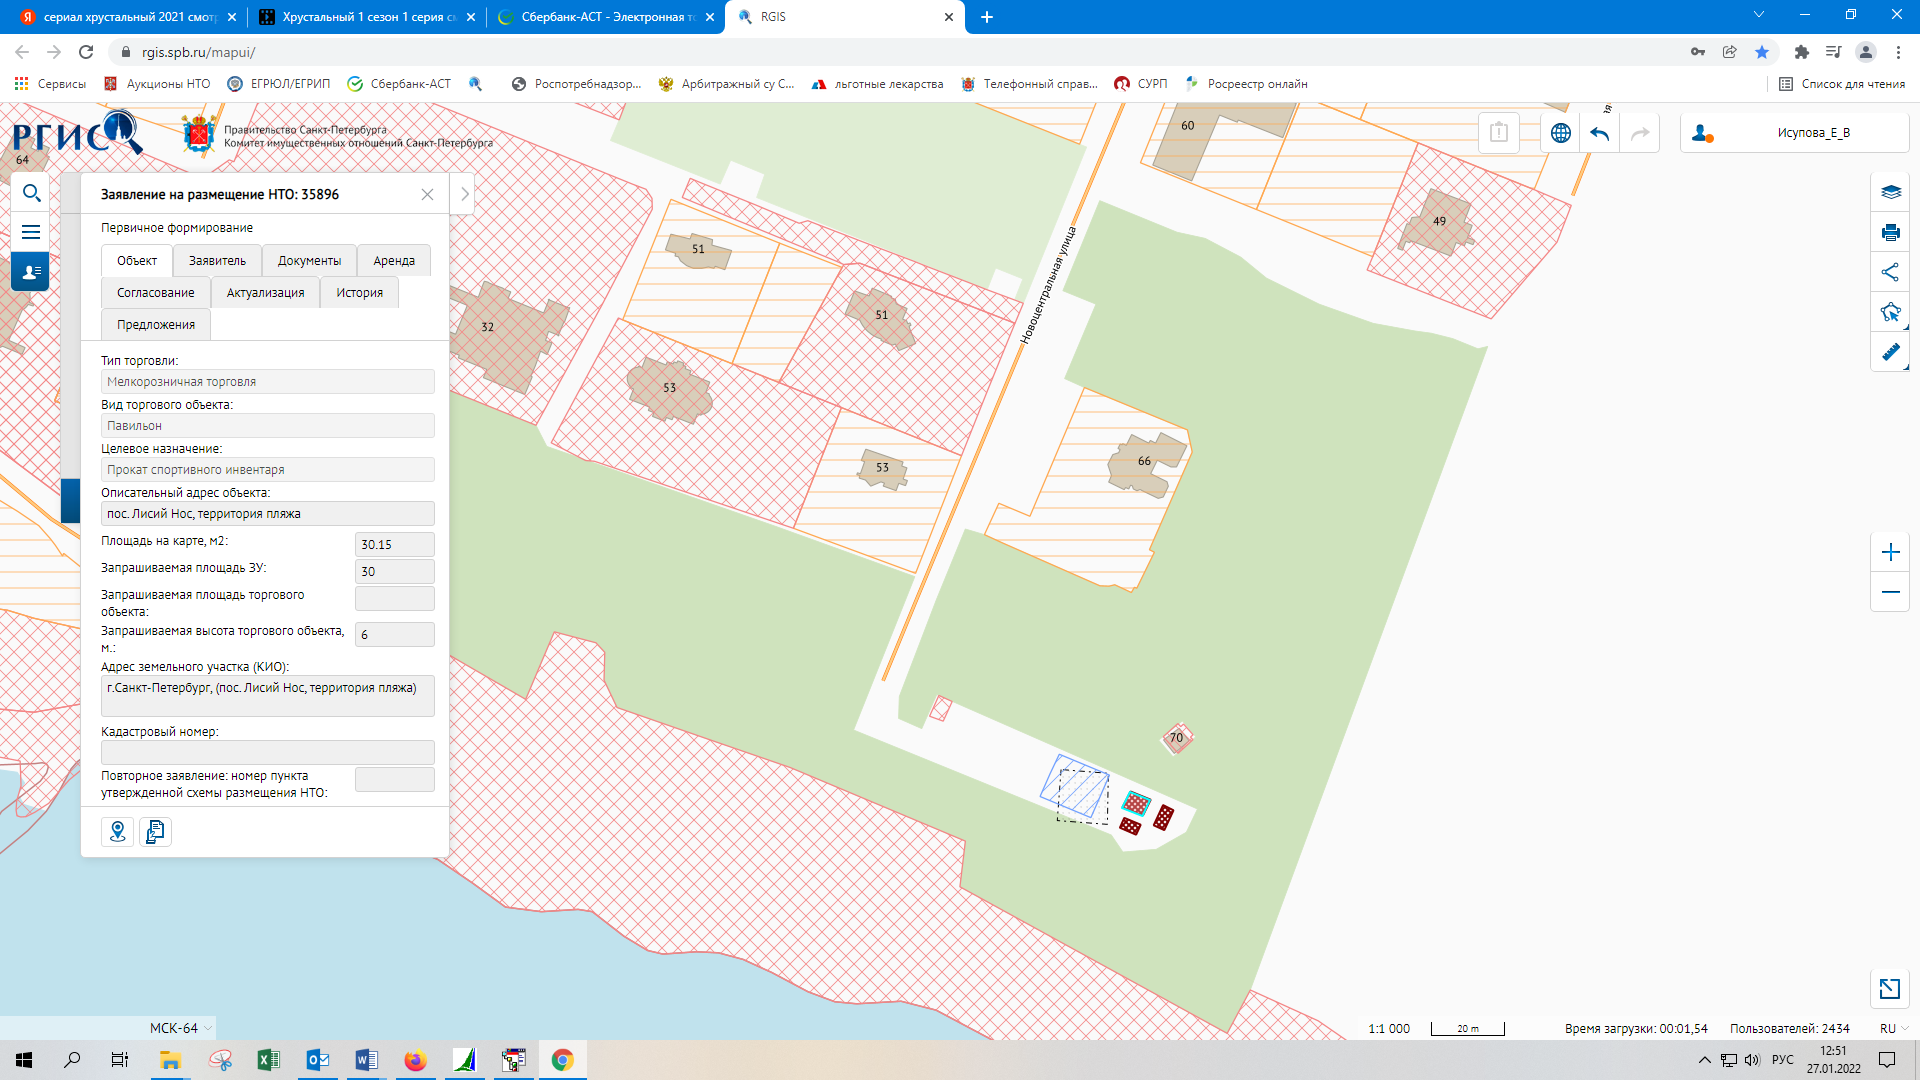 сериал хрустальный 2021 смотр
Хрустальный 1 сезон 1 серия см
Сбербанк-АСТ - Электронная то
RGIS
rgis.spb.ru/mapui/
Сервисы
Аукционы НТО
ЕГРЮЛ/ЕГРИП
Сбербанк-АСТ
Роспотребнадзор...
Арбитражный су С...
льготные лекарства
Телефонный справ...
СУРП
Росреестр онлайн
Список для чтения
РГИС
Правительство Санкт-Петербурга
Комитет имущественных отношений Санкт-Петербурга
Исупова_Е_В
Заявление на размещение НТО: 35896
Первичное формирование
Объект
Заявитель
Документы
Аренда
Согласование
Актуализация
История
Предложения
Тип торговли:
Мелкорозничная торговля
Вид торгового объекта:
Павильон
Целевое назначение:
Прокат спортивного инвентаря
Описательный адрес объекта:
пос. Лисий Нос, территория пляжа
Площадь на карте, м2:
30.15
Запрашиваемая площадь ЗУ:
30
Запрашиваемая площадь торгового
объекта:
Запрашиваемая высота торгового объекта,
м.:
6
Адрес земельного участка (КИО):
г.Санкт-Петербург, (пос. Лисий Нос, территория пляжа)
Кадастровый номер:
Повторное заявление: номер пункта
утвержденной схемы размещения НТО:
64
60
49
51
51
32
53
53
66
70
Новоцентральная улица
МСК-64
1:1 000
20 m
Время загрузки: 00:01,54
Пользователей: 2434
RU
РУС
12:51
27.01.2022